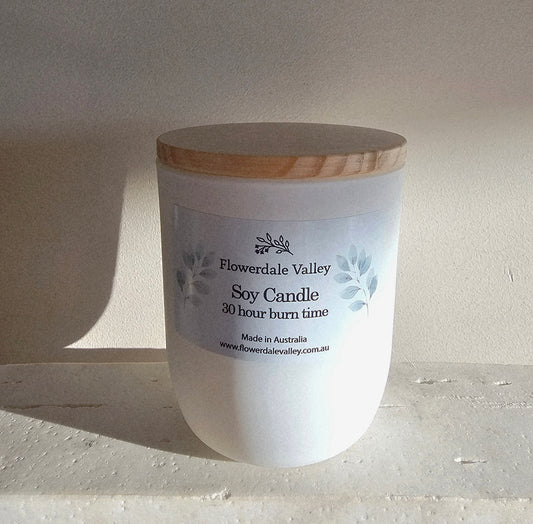 Flowerdale Valley
Soy Candle
30 hour burn time
Made in Australia
www.flowerdalevalley.com.au